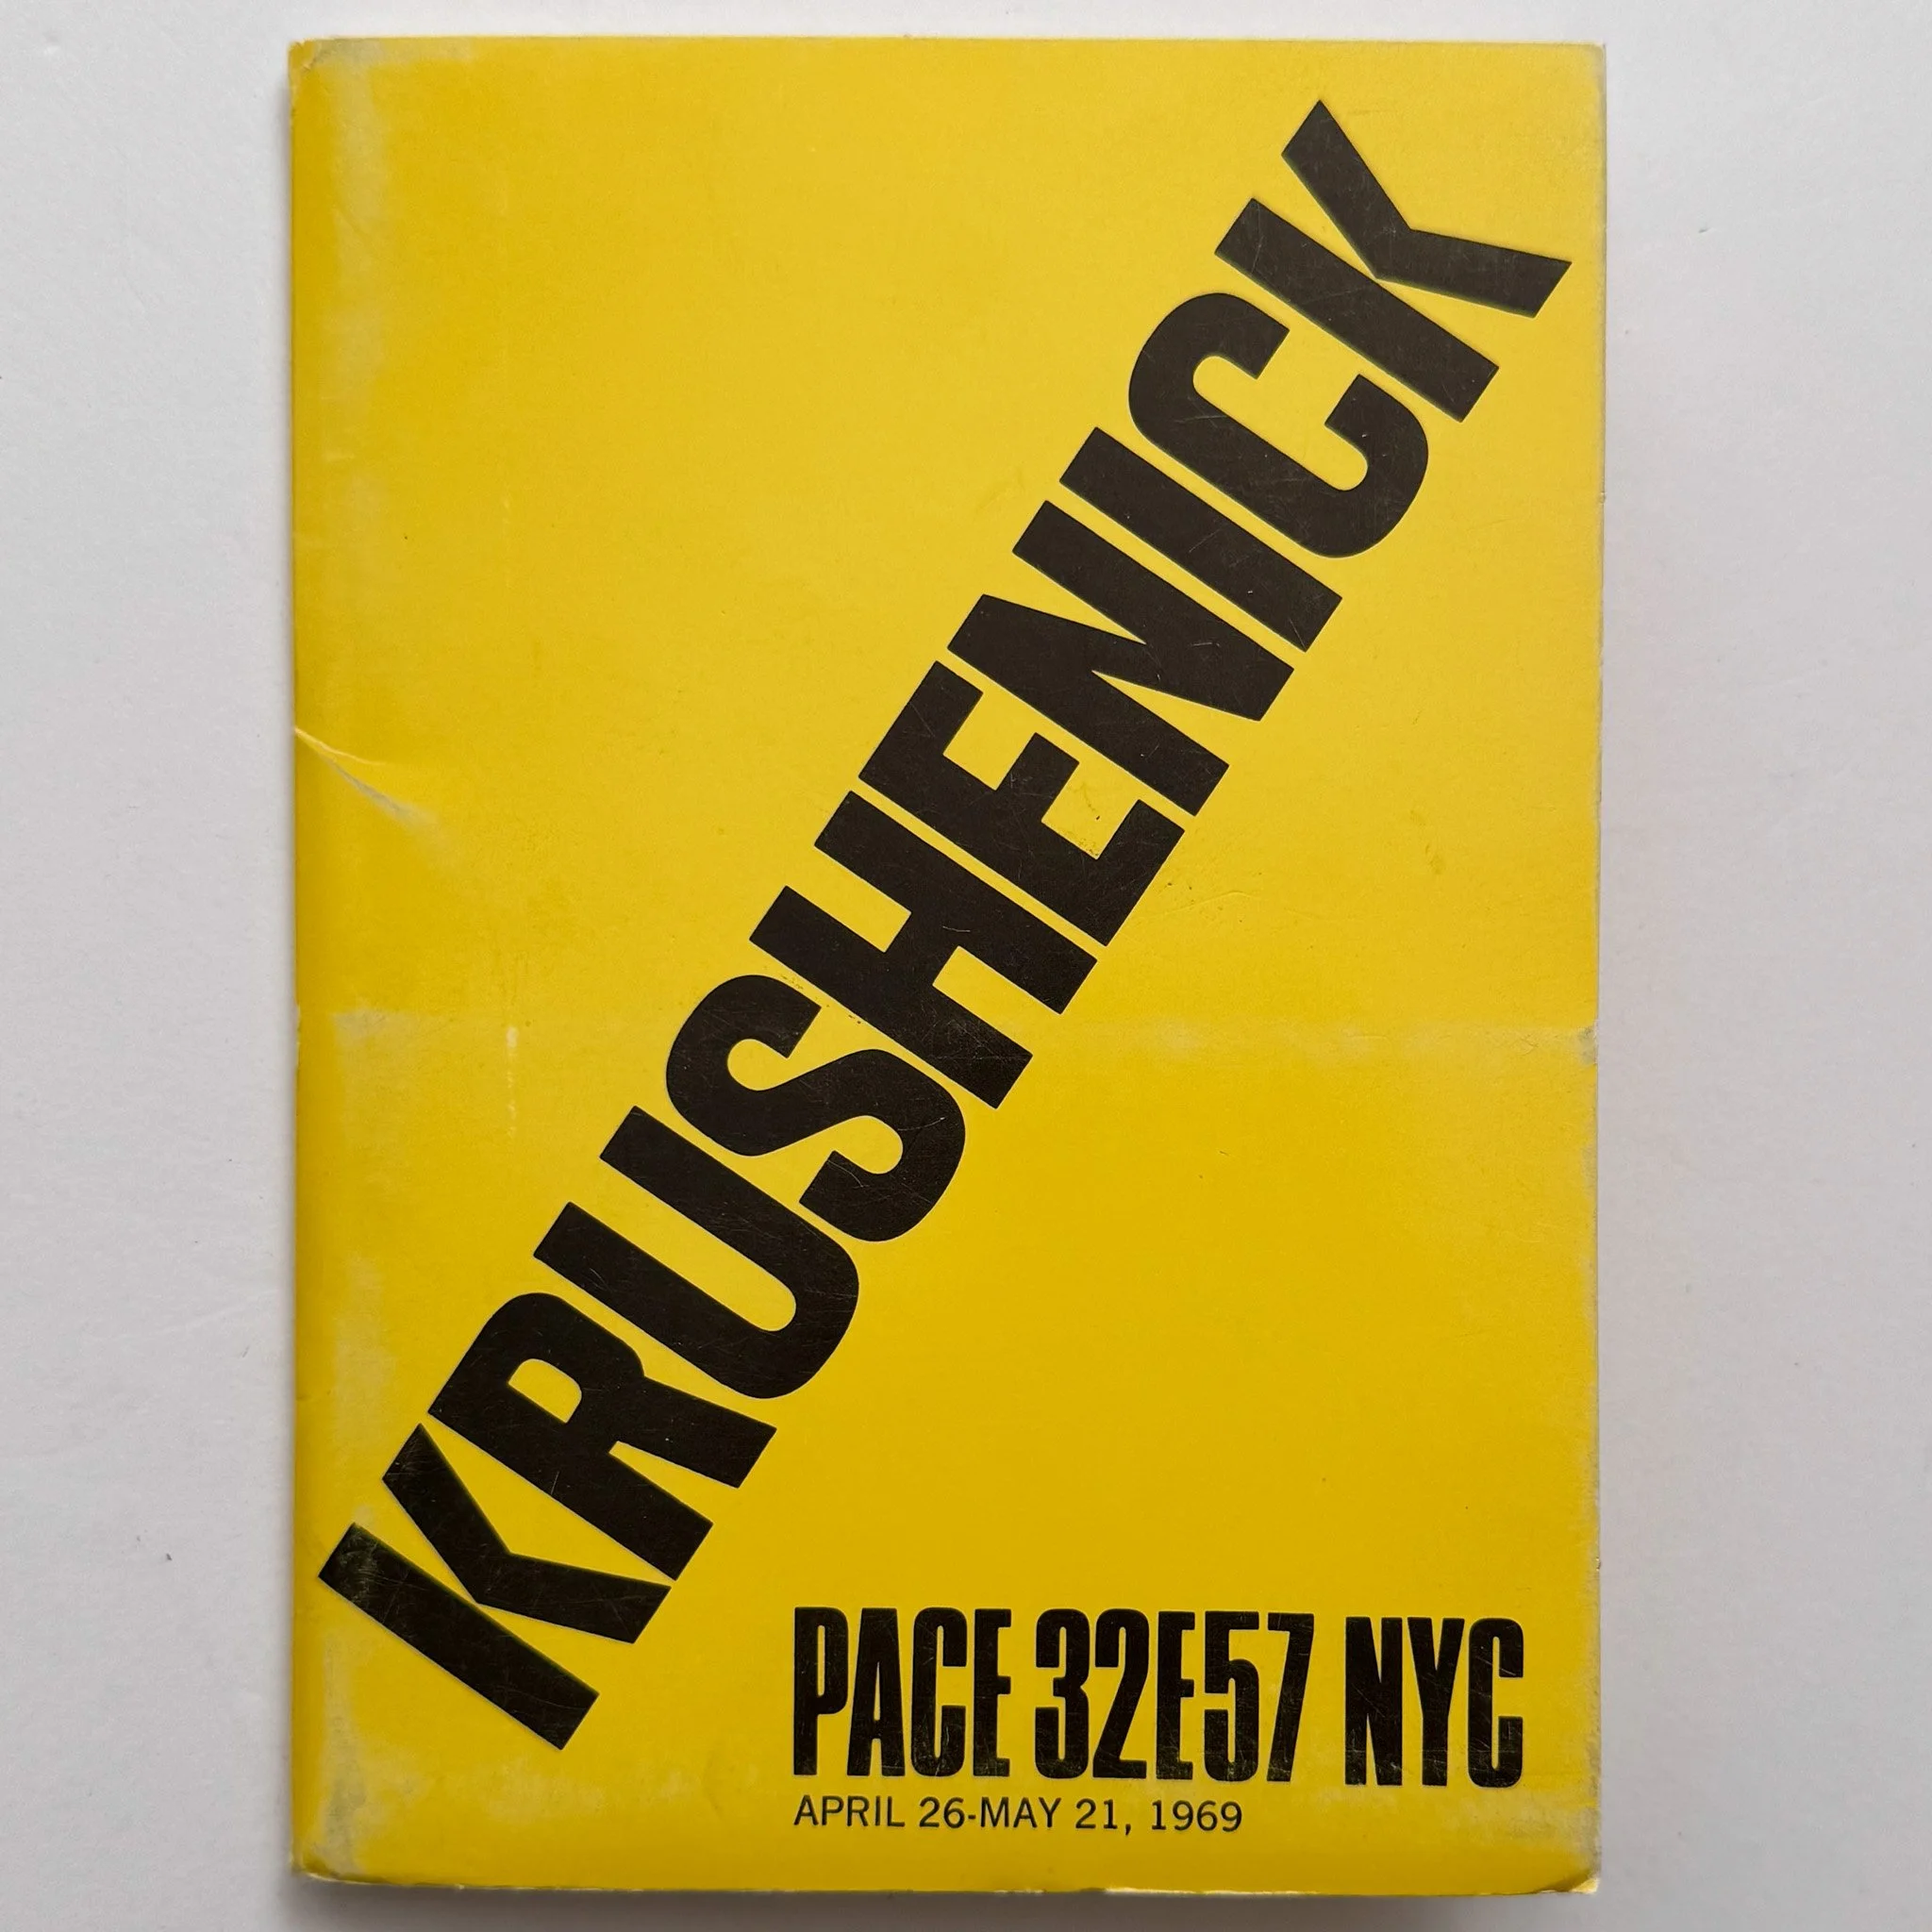 KRUSHENICK
PACE 32E57 NYC
APRIL 26-MAY 21, 1969